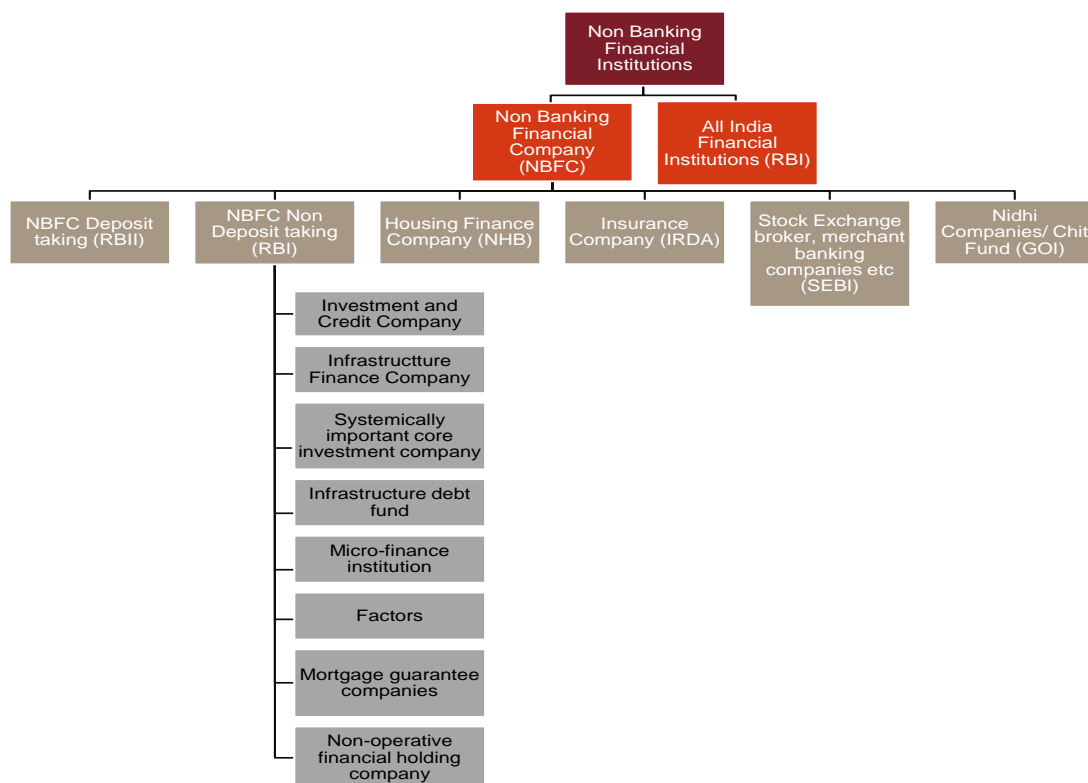 Non Banking
Financial
Institutions
Non Banking
Financial
Company
(NBFC)
All India
Financial
Institutions (RBI)
NBFC Deposit
taking (RBII)
NBFC Non
Deposit taking
(RBI)
Housing Finance
Company (NHB)
Insurance
Company (IRDA)
Stock Exchange
broker, merchant
banking
companies etc
(SEBI)
Nidhi
Companies/ Chit
Fund (GOI)
Investment and
Credit Company
Infrastructture
Finance Company
Systemically
important core
investment company
Infrastructure debt
fund
Micro-finance
institution
Factors
Mortgage guarantee
companies
Non-operative
financial holding
company